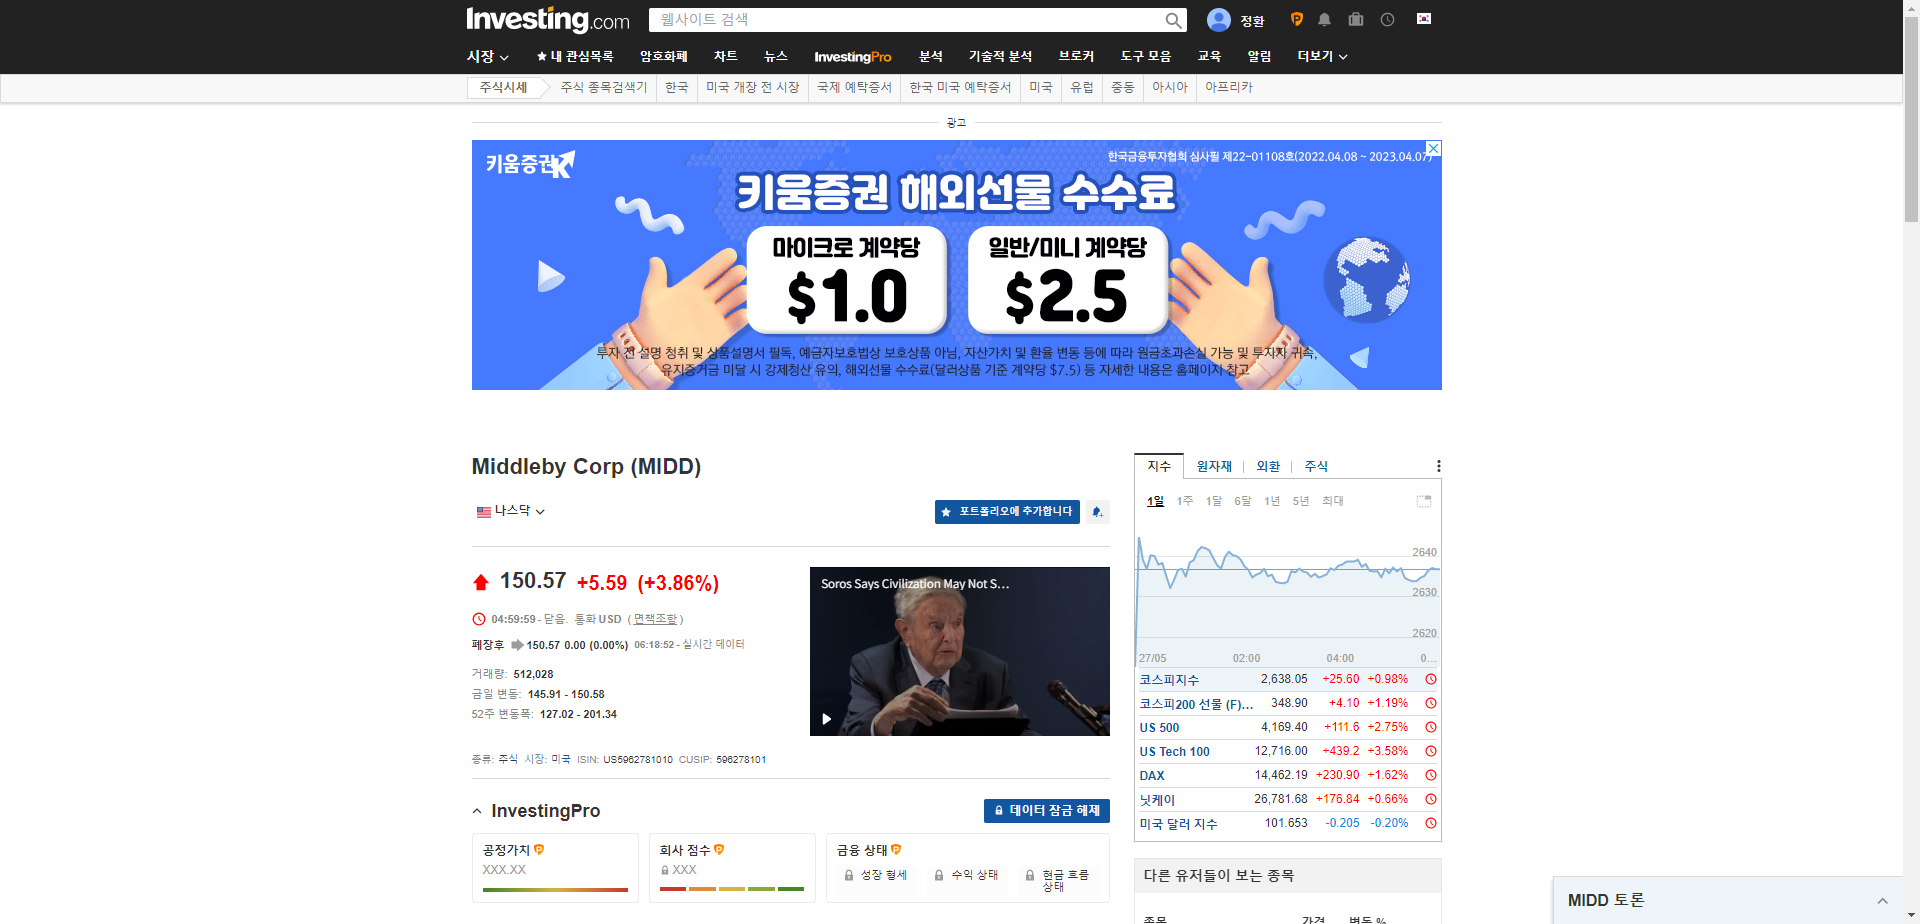 Investing.com
웹사이트 검색
정환
시장
내 관심목록
암호화폐
차트
뉴스
InvestingPro
분석
기술적 분석
브로커
도구 모음
교육
알림
더보기
주식시세
주식 종목검색기
한국
미국 개장 전 시장
국제 예탁증서
한국 미국 예탁증서
미국
유럽
중동
아시아
아프리카
광고
키움증권
한국금융투자협회 심사필 제22-01108호(2022.04.08 ~ 2023.04.07)
키움증권 해외선물 수수료
마이크로 계약당
$1.0
일반/미니 계약당
$2.5
투자 전 설명 청취 및 상품설명서 필독, 예금자보호법상 보호상품 아님, 자산가치 및 환율 변동 등에 따라 원금초과손실 가능 및 투자자 귀속,
유지증거금 미달 시 강제청산 유의, 해외선물 수수료(달러상품 기준 계약당 $7.5) 등 자세한 내용은 홈페이지 참고
Middleby Corp (MIDD)
나스닥
포트폴리오에 추가합니다
150.57 +5.59 (+3.86%)
04:59:59 - 닫음. 통화 USD ( 면책조항 )
폐장후 150.57 0.00 (0.00%) 06:18:52 - 실시간 데이터
거래량: 512,028
금일 변동: 145.91 - 150.58
52주 변동폭: 127.02 - 201.34
Soros Says Civilization May Not S...
종류: 주식 시장: 미국 ISIN: US5962781010 CUSIP: 596278101
InvestingPro
데이터 잠금 해제
공정가치
XXX.XX
회사 점수
XXX
금융 상태
성장 형세
수익 상태
현금 흐름
상태
지수
원자재
외환
주식
1일 1주 1달 6달 1년 5년 최대
2640
2630
2620
27/05 02:00 04:00 0...
코스피지수 2,638.05 +25.60 +0.98%
코스피200 선물 (F)... 348.90 +4.10 +1.19%
US 500 4,169.40 +111.6 +2.75%
US Tech 100 12,716.00 +439.2 +3.58%
DAX 14,462.19 +230.90 +1.62%
닛케이 26,781.68 +176.84 +0.66%
미국 달러 지수 101.653 -0.205 -0.20%
다른 유저들이 보는 종목
종목 가격 변동 %
MIDD 토론